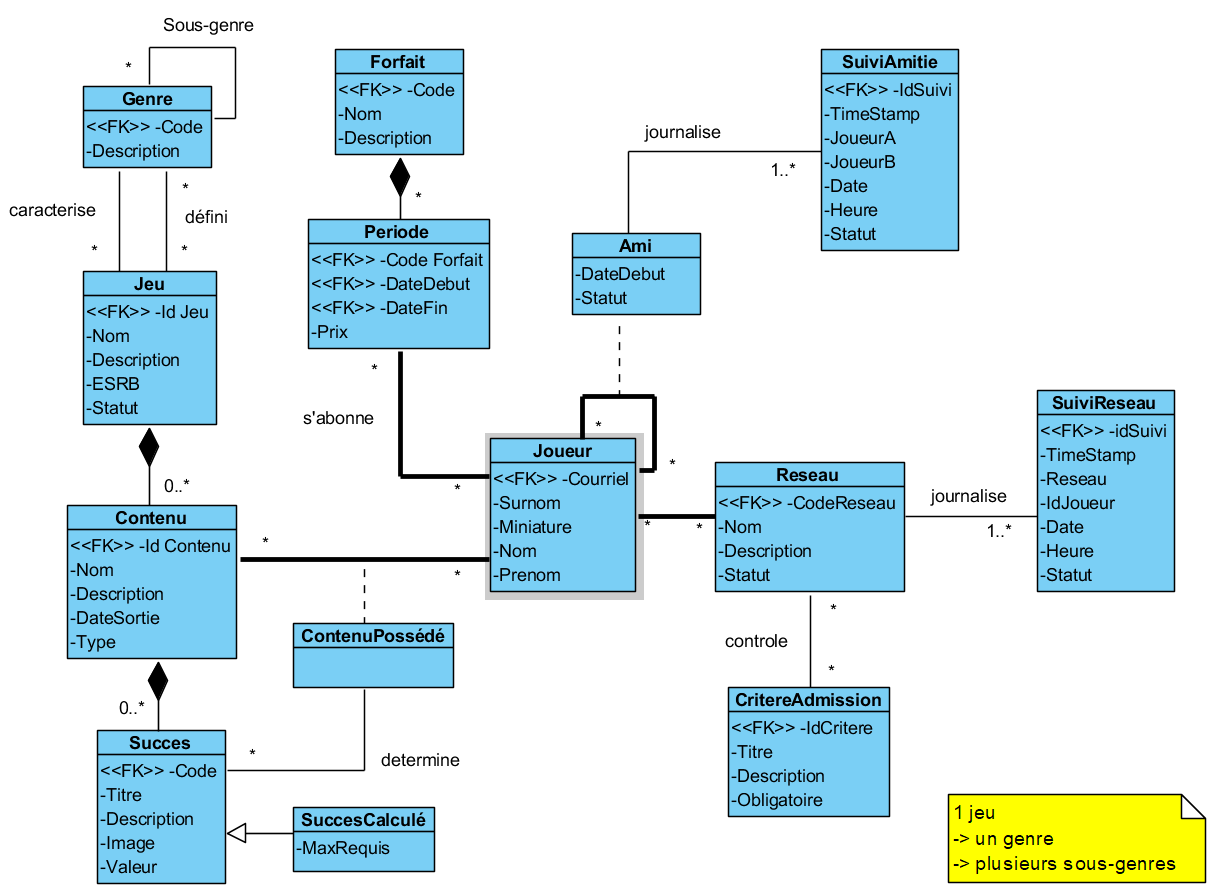 Sous-genre
*
Genre
<<FK>> -Code
-Description
caracterise
*
défini
*
*
Jeu
<<FK>> -Id Jeu
-Nom
-Description
-ESRB
-Statut
0..*
Contenu
<<FK>> -Id Contenu
-Nom
-Description
-DateSortie
-Type
0..*
Succes
<<FK>> -Code
-Titre
-Description
-Image
-Valeur
Forfait
<<FK>> -Code
-Nom
-Description
*
Periode
<<FK>> -Code Forfait
<<FK>> -DateDebut
<<FK>> -DateFin
-Prix
*
s'abonne
*
*
*
ContenuPossédé
*
determine
SuccesCalculé
-MaxRequis
SuiviAmitie
<<FK>> -IdSuivi
-TimeStamp
-JoueurA
-JoueurB
-Date
-Heure
-Statut
journalise
1..*
Ami
-DateDebut
-Statut
*
*
Joueur
<<FK>> -Courriel
-Surnom
-Miniature
-Nom
-Prenom
*
*
Reseau
<<FK>> -CodeReseau
-Nom
-Description
-Statut
journalise
1..*
SuiviReseau
<<FK>> -idSuivi
-TimeStamp
-Reseau
-IdJoueur
-Date
-Heure
-Statut
*
controle
*
CritereAdmission
<<FK>> -IdCritere
-Titre
-Description
-Obligatoire
1 jeu
-> un genre
-> plusieurs sous-genres